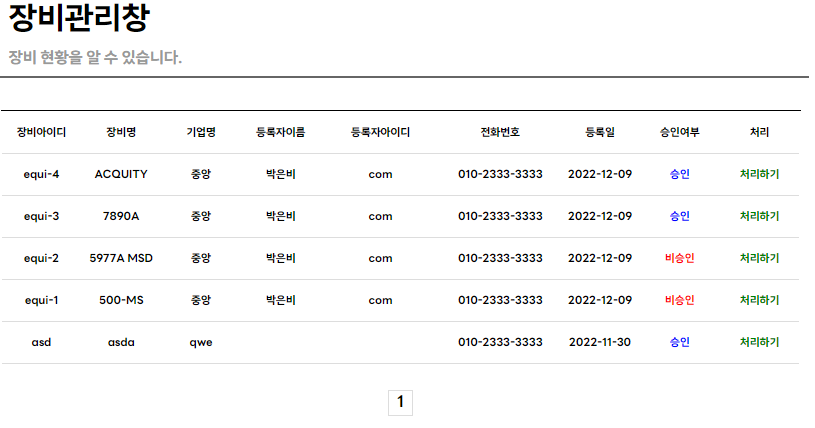 장비관리창
장비 현황을 알 수 있습니다.
장비아이디 장비명 기업명 등록자이름 등록자아이디 전화번호 등록일 승인여부 처리
equi-4 ACQUITY 중앙 박은비 com 010-2333-3333 2022-12-09 승인 처리하기
equi-3 7890A 중앙 박은비 com 010-2333-3333 2022-12-09 승인 처리하기
equi-2 5977A MSD 중앙 박은비 com 010-2333-3333 2022-12-09 비승인 처리하기
equi-1 500-MS 중앙 박은비 com 010-2333-3333 2022-12-09 비승인 처리하기
asd asda qwe 010-2333-3333 2022-11-30 승인 처리하기
1